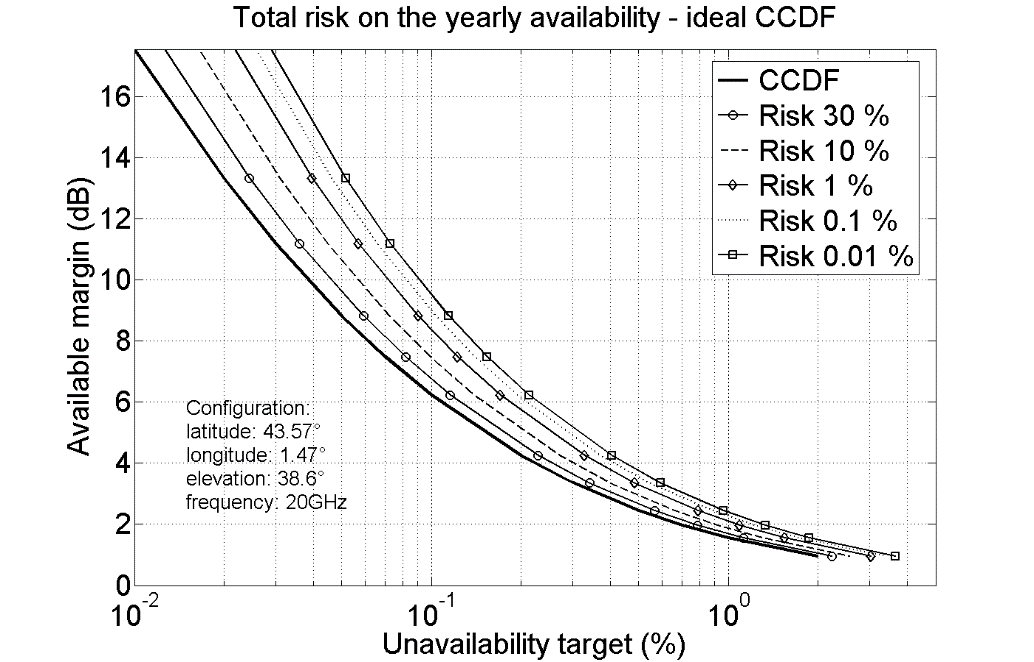 Total risk on the yearly availability - ideal CCDF
CCDF
Risk 30 %
Risk 10 %
Risk 1 %
Risk 0.1 %
Risk 0.01 %
16
14
12
10
8
6
4
2
0
Available margin (dB)
Configuration:
latitude: 43.57°
longitude: 1.47°
elevation: 38.6°
frequency: 20GHz
10^-2
10^-1
10^0
Unavailability target (%)